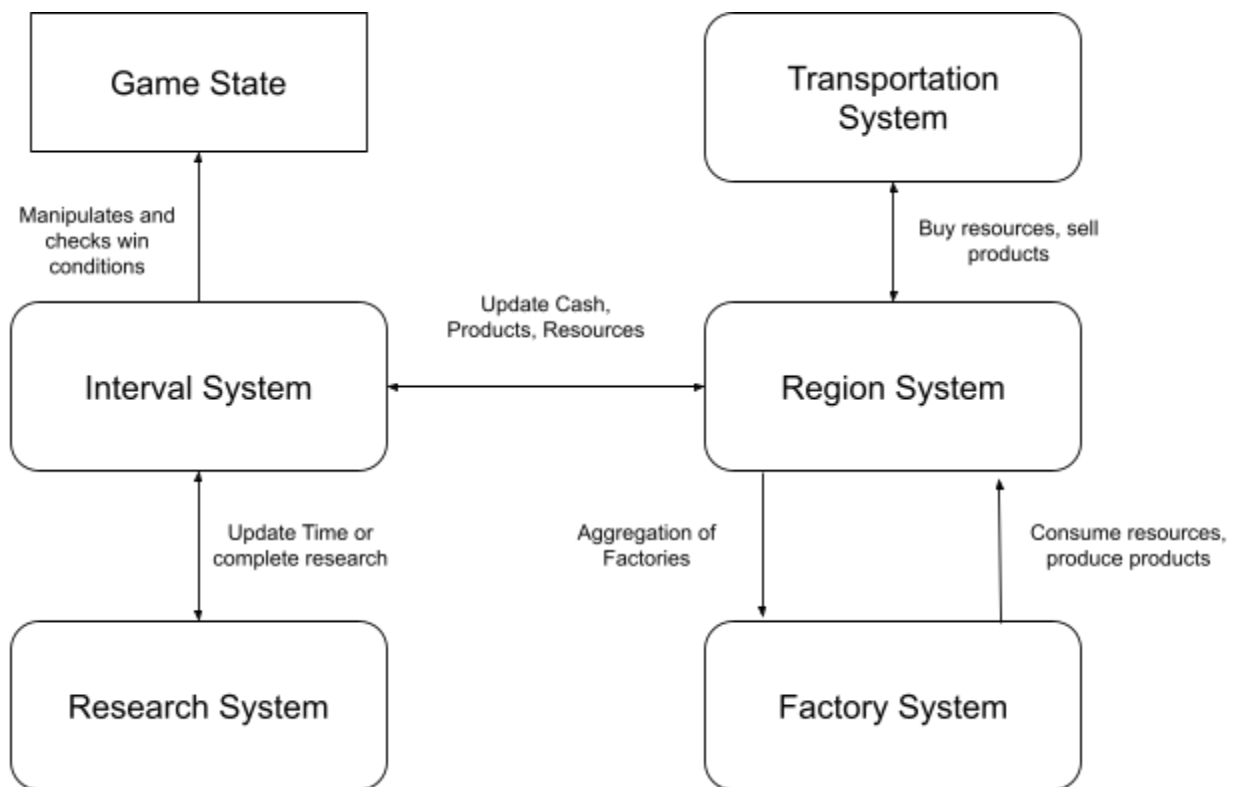 Game State
Transportation
System
Manipulates and
checks win
conditions
Buy resources, sell
products
Update Cash,
Products, Resources
Interval System
Region System
Update Time or
complete research
Aggregation of
Factories
Consume resources,
produce products
Research System
Factory System